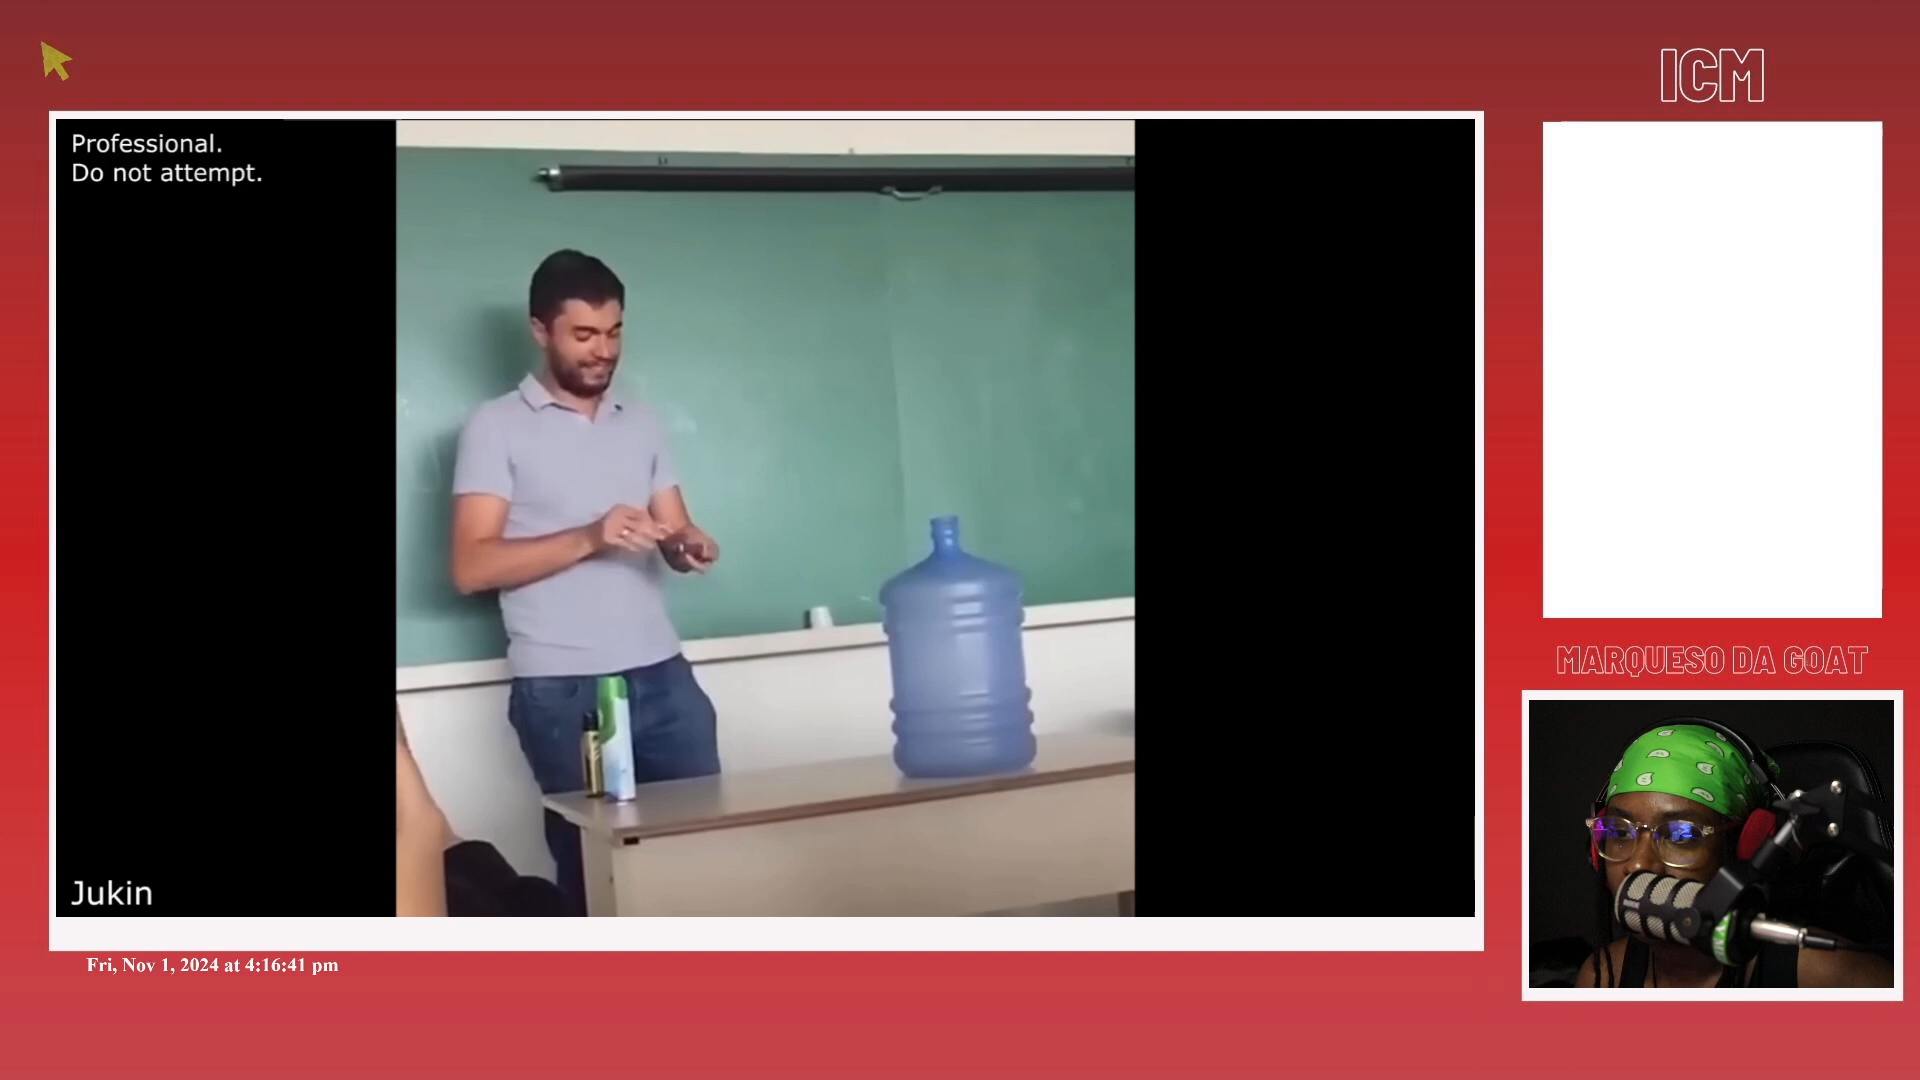 ICM
Professional.
Do not attempt.
MARQUESO DA GOAT
Jukin
Fri, Nov 1, 2024 at 4:16:41 pm